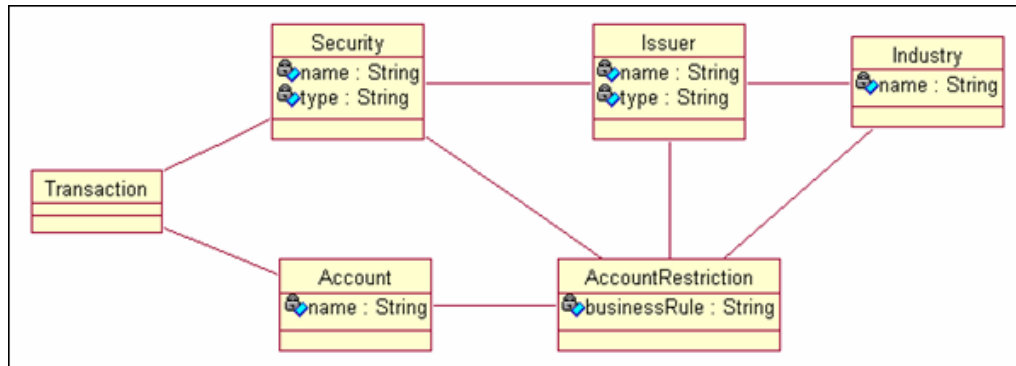 Security
name : String
type : String
Issuer
name : String
type : String
Industry
name : String
Transaction
Account
name : String
AccountRestriction
businessRule : String